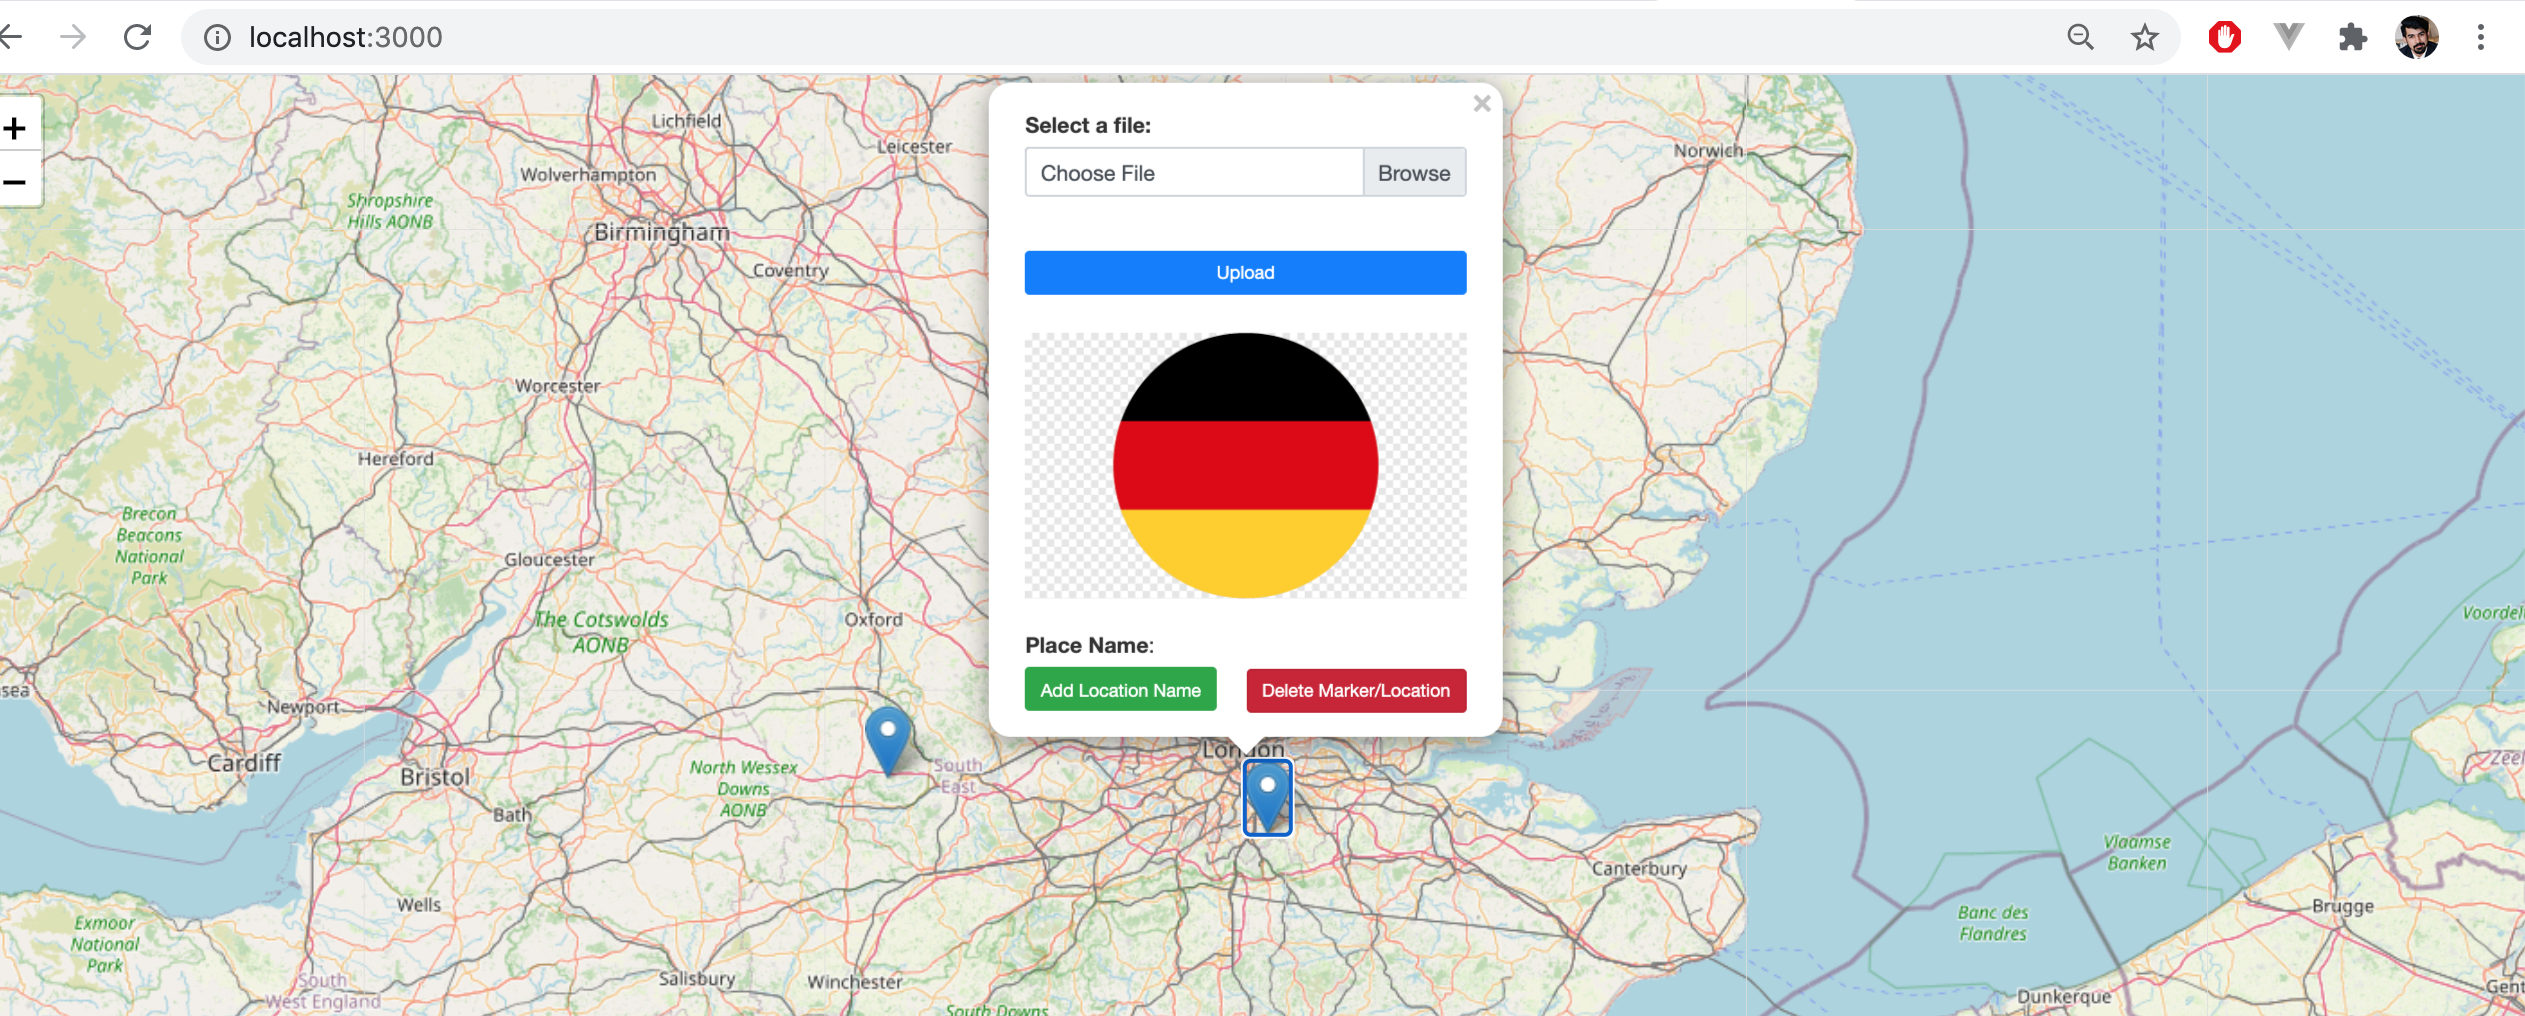 localhost:3000
+
−
Select a file:
Choose File
Browse
Upload
Place Name:
Add Location Name
Delete Marker/Location
Lichfield
Leicester
Wolverhampton
Norwich
Shropshire
Hills AONB
Birmingham
Coventry
Worcester
Hereford
Brecon
Beacons
National
Park
Gloucester
The Cotswolds
AONB
Oxford
Voordel
sea
Newport
Cardiff
Bristol
Bath
North Wessex
Downs
AONB
South
East
London
Zeel
Canterbury
Vlaamse
Banken
Wells
Exmoor
National
Park
Banc des
Flandres
Brugge
South
West England
Salisbury
Winchester
South Downs
Dunkerque
Gent